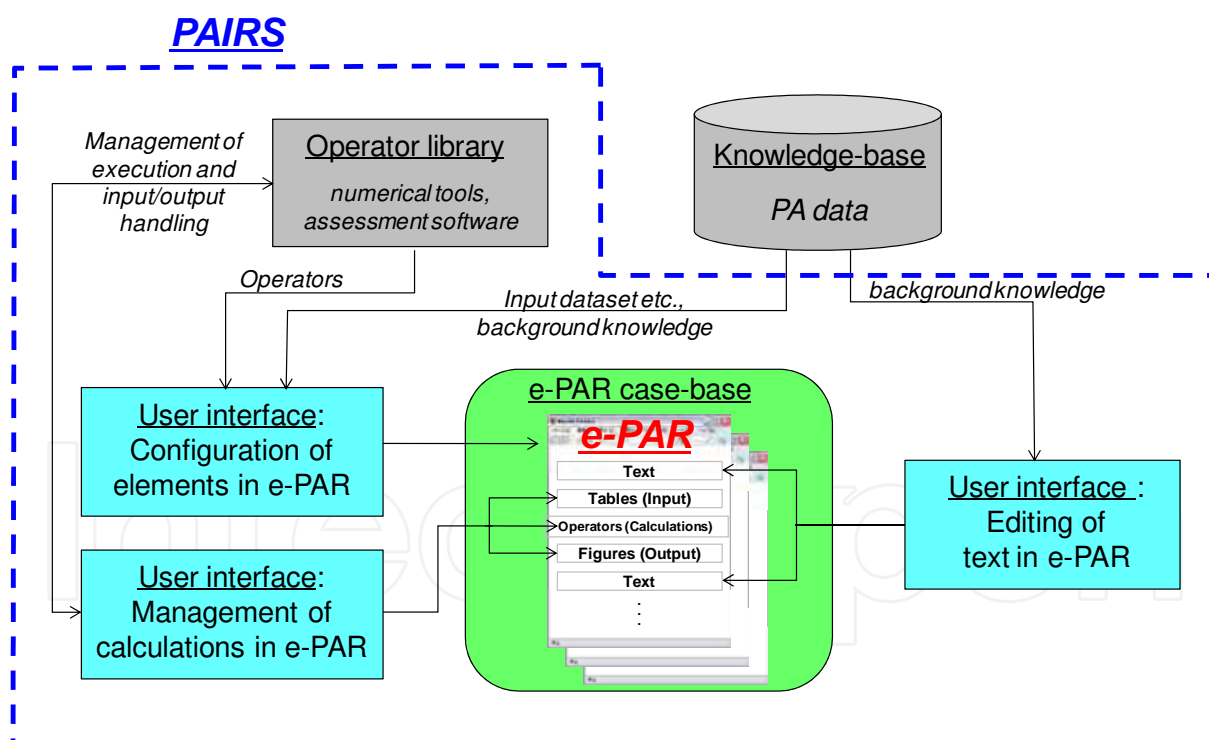 PAIRS
Management of
execution and
input/output
handling
Operator library
numerical tools,
assessment software
Knowledge-base
PA data
Operators
Input dataset etc.,
background knowledge
background knowledge
User interface:
Configuration of
elements in e-PAR
e-PAR case-base
e-PAR
Text
Tables (Input)
Operators (Calculations)
Figures (Output)
Text
.
.
.
User interface:
Management of
calculations in e-PAR
User interface :
Editing of
text in e-PAR